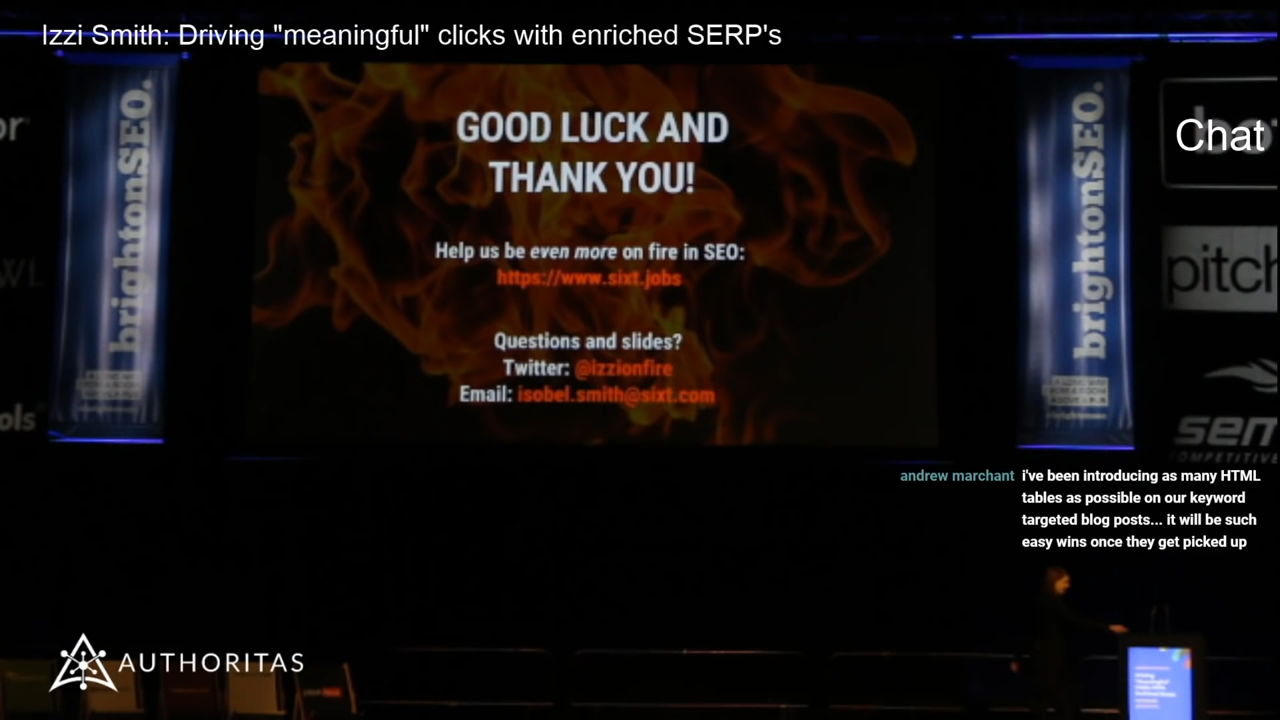 Izzi Smith: Driving "meaningful" clicks with enriched SERP's
brightonSEO.
GOOD LUCK AND
THANK YOU!
Help us be even more on fire in SEO:
https://www.sixt.jobs
Questions and slides?
Twitter: @izzionfire
Email: isobel.smith@sixt.com
brightonSEO.
Chat
pitch
sem
COMPETITIVE
andrew marchant i've been introducing as many HTML
tables as possible on our keyword
targeted blog posts... it will be such
easy wins once they get picked up
AUTHORITAS